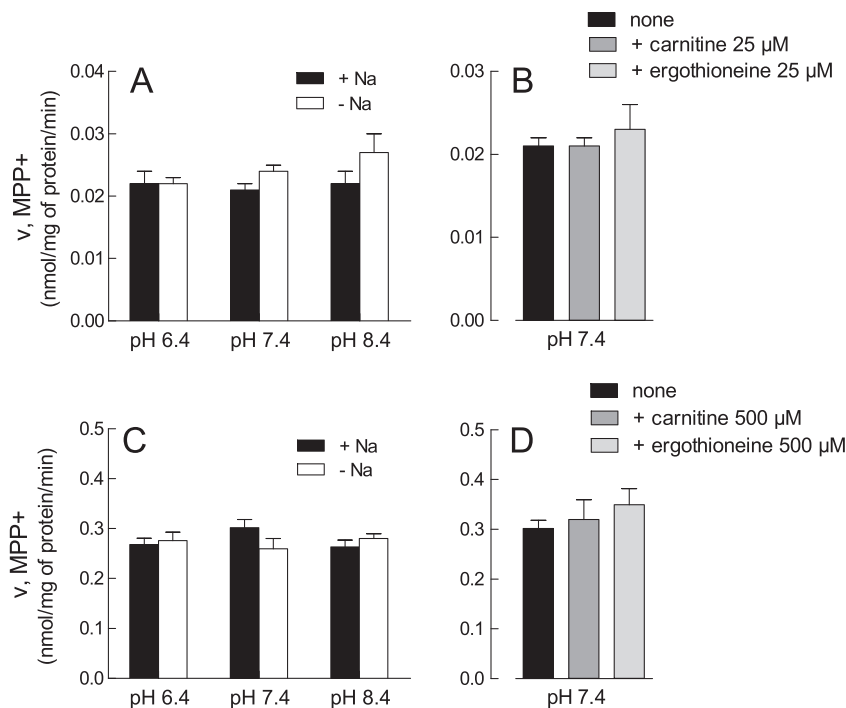 A
+ Na
- Na
0.04
0.03
0.02
0.01
0.00
v, MPP+
(nmol/mg of protein/min)
pH 6.4
pH 7.4
pH 8.4
none
+ carnitine 25 µM
+ ergothioneine 25 µM
B
0.03
0.02
0.01
0.00
pH 7.4
C
+ Na
- Na
0.5
0.4
0.3
0.2
0.1
0.0
v, MPP+
(nmol/mg of protein/min)
pH 6.4
pH 7.4
pH 8.4
none
+ carnitine 500 µM
+ ergothioneine 500 µM
D
0.5
0.4
0.3
0.2
0.1
0.0
pH 7.4